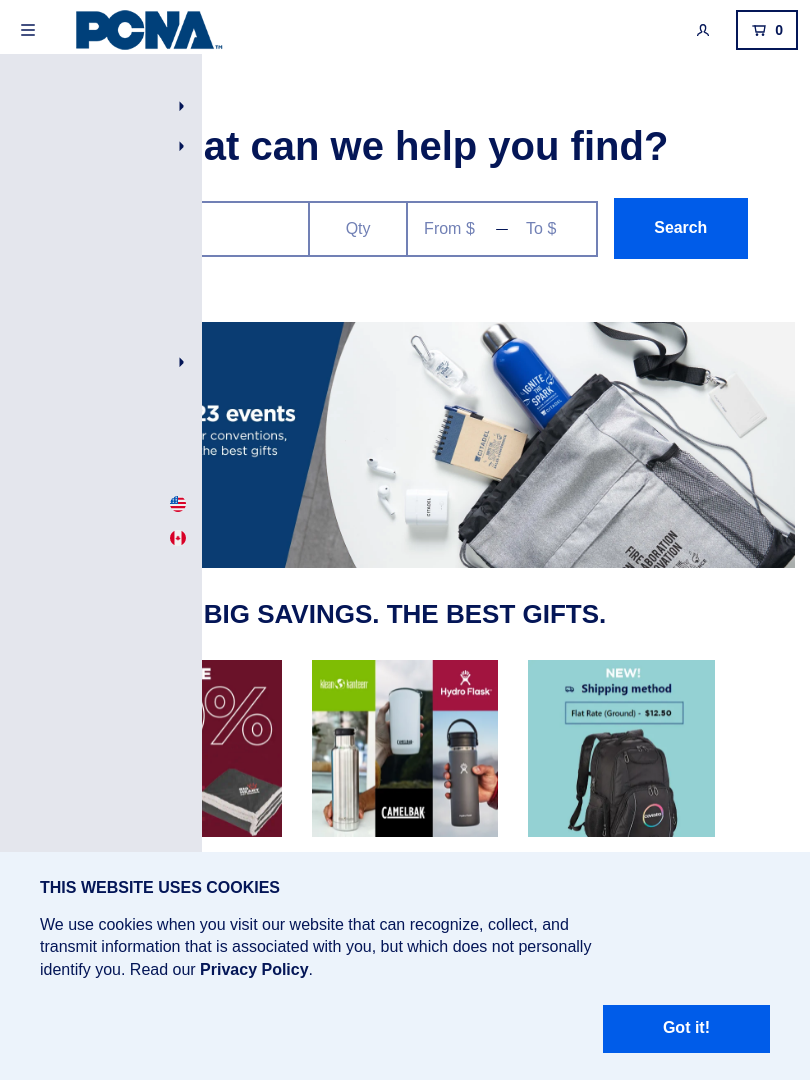 PCNA™
0
at can we help you find?
Qty
From $ — To $
Search
23 events
r conventions,
he best gifts
IGNITE
THE
SPARK
CITADEL
CITADEL
CITADEL
BIG SAVINGS. THE BEST GIFTS.
E
%
klean kanteen
Hydro Flask
CAMELBAK
CAMELBAK
NEW!
Shipping method
Flat Rate (Ground) - $12.50
THIS WEBSITE USES COOKIES
We use cookies when you visit our website that can recognize, collect, and
transmit information that is associated with you, but which does not personally
identify you. Read our Privacy Policy.
Got it!